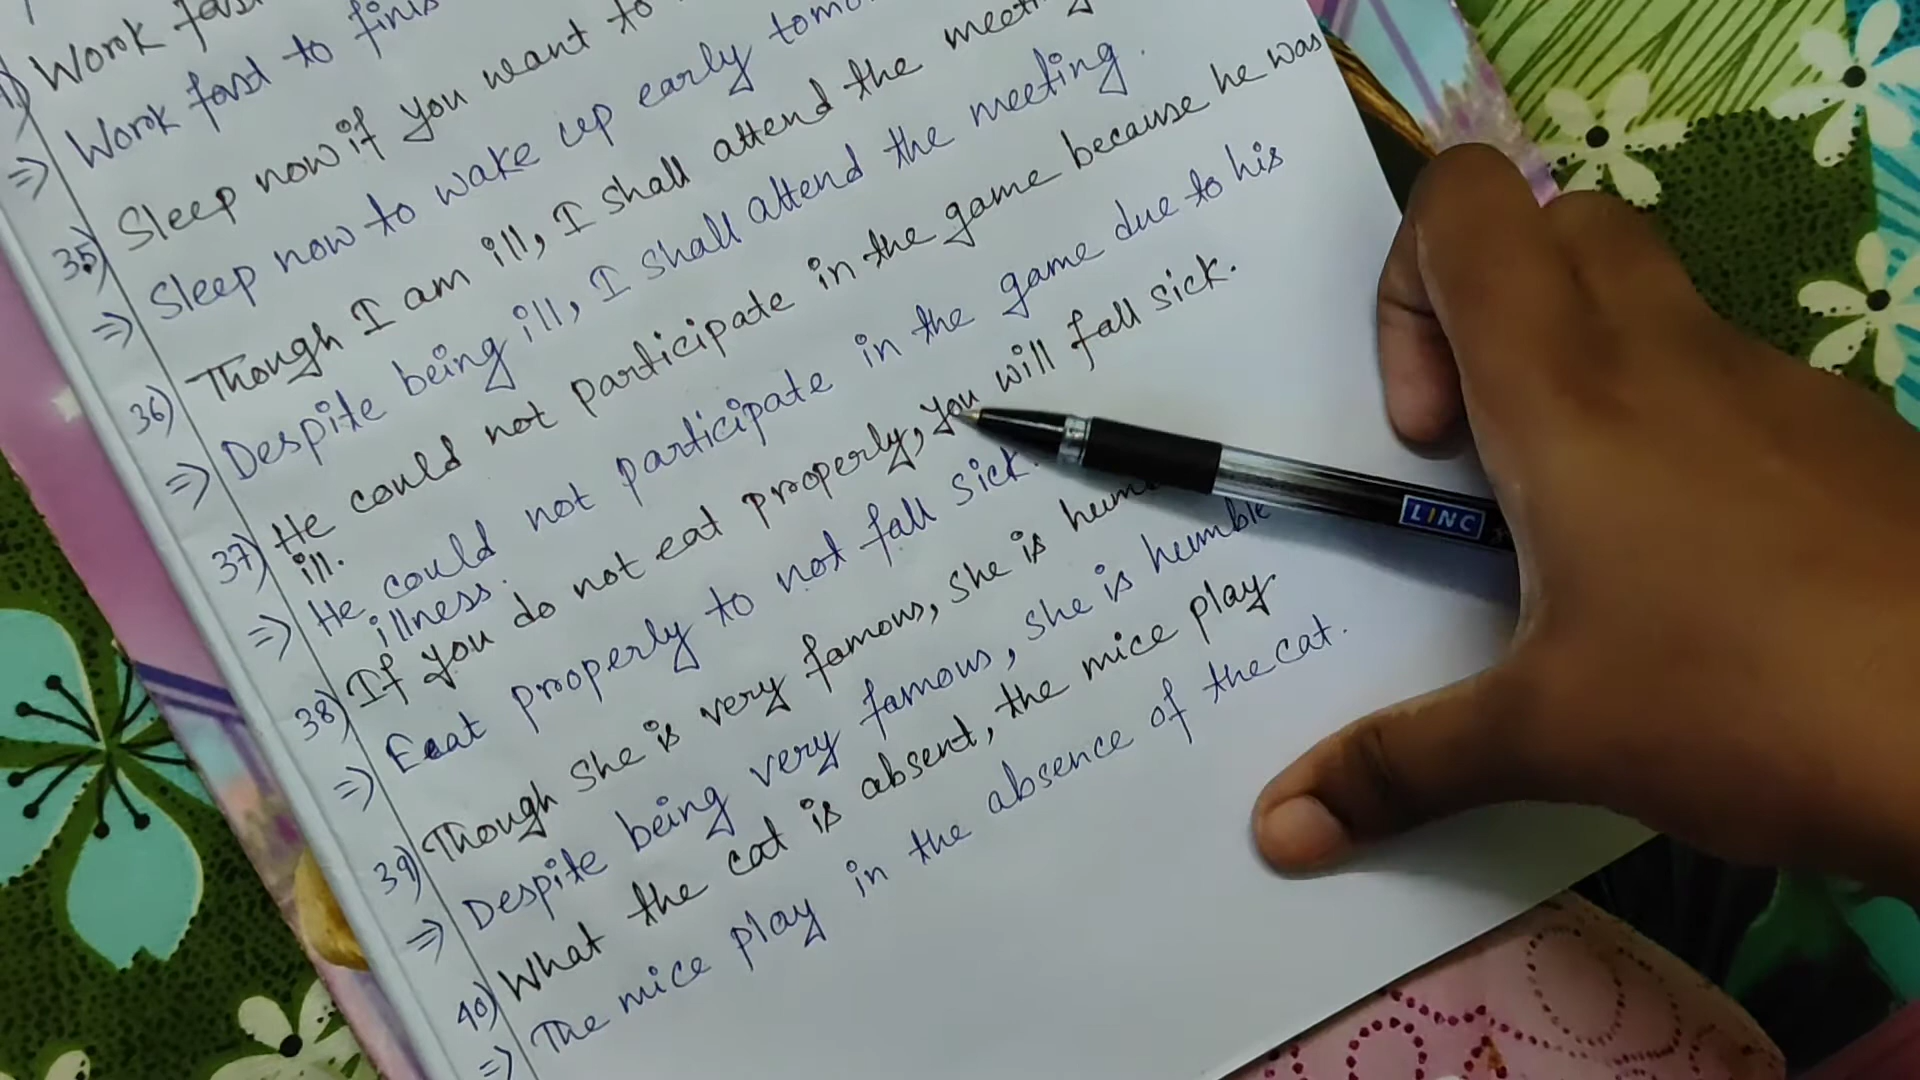 Work fast
Work fast to finis
35) Sleep now if you want to
=> Sleep now to wake up early tomo
36) Though I am ill, I shall attend the meeting
=> Despite being ill, I shall attend the meeting.
37) He could not participate in the game because he was
ill.
=> He could not participate in the game due to his
illness.
38) If you do not eat properly, you will fall sick.
=> Eat properly to not fall sick.
39) Though she is very famous, she is hum
=> Despite being very famous, she is humble
40) What the cat is absent, the mice play
=> The mice play in the absence of the cat.
LINC